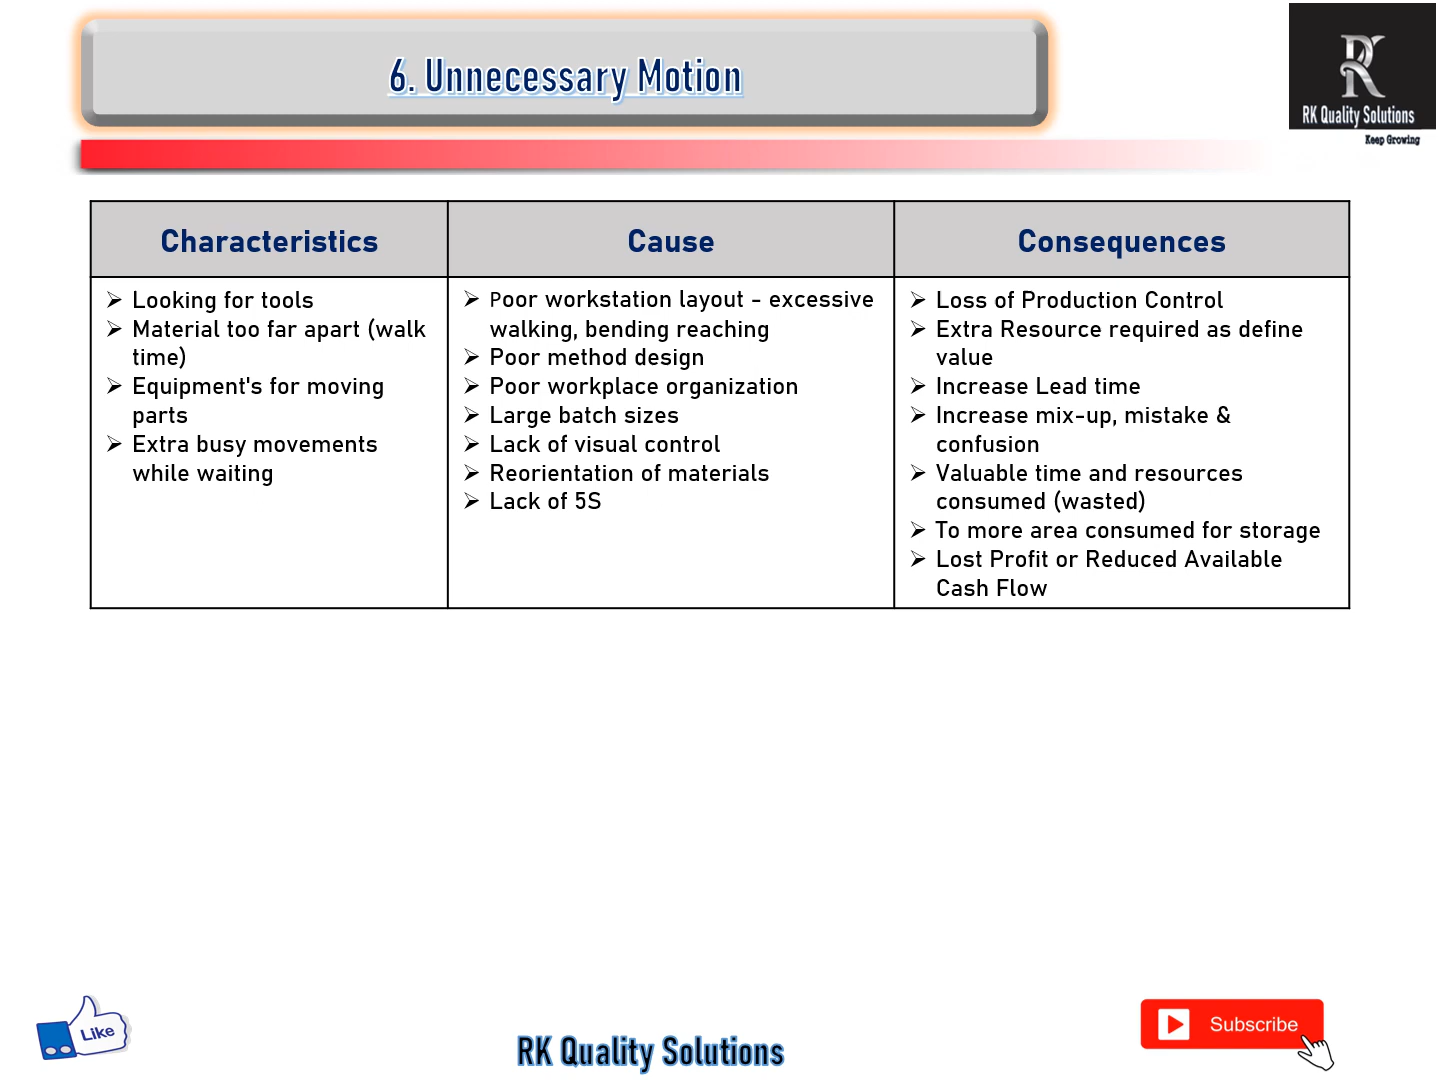 6. Unnecessary Motion
RK Quality Solutions
Keep Growing
Characteristics
Cause
Consequences
➢ Looking for tools
➢ Material too far apart (walk
time)
➢ Equipment's for moving
parts
➢ Extra busy movements
while waiting
➢ Poor workstation layout - excessive
walking, bending reaching
➢ Poor method design
➢ Poor workplace organization
➢ Large batch sizes
➢ Lack of visual control
➢ Reorientation of materials
➢ Lack of 5S
➢ Loss of Production Control
➢ Extra Resource required as define
value
➢ Increase Lead time
➢ Increase mix-up, mistake &
confusion
➢ Valuable time and resources
consumed (wasted)
➢ To more area consumed for storage
➢ Lost Profit or Reduced Available
Cash Flow
Like
RK Quality Solutions
Subscribe